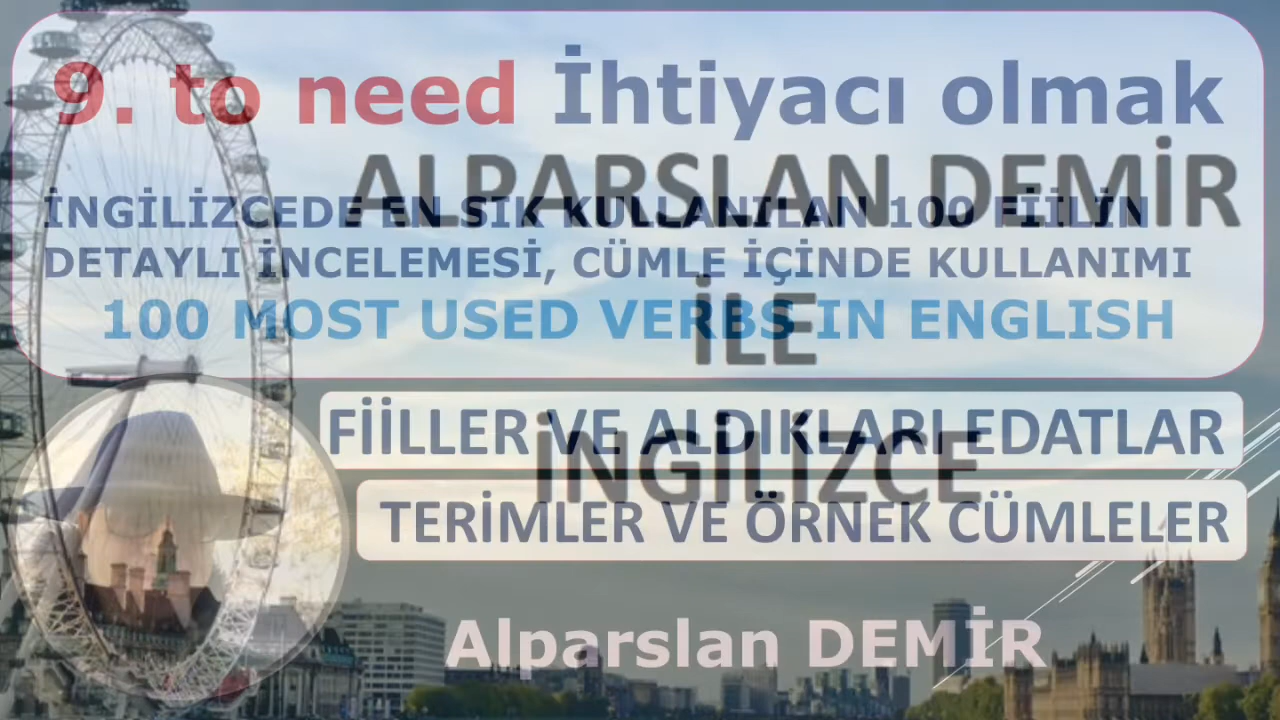 9. to need İhtiyacı olmak
ALPARSLAN DEMİR
İNGİLİZCEDE EN SIK KULLANILAN 100 FİİLİN
DETAYLI İNCELEMESİ, CÜMLE İÇİNDE KULLANIMI
İLE
100 MOST USED VERBS IN ENGLISH
FİİLLER VE ALDIKLARI EDATLAR
İNGİLİZCE
TERİMLER VE ÖRNEK CÜMLELER
Alparslan DEMİR